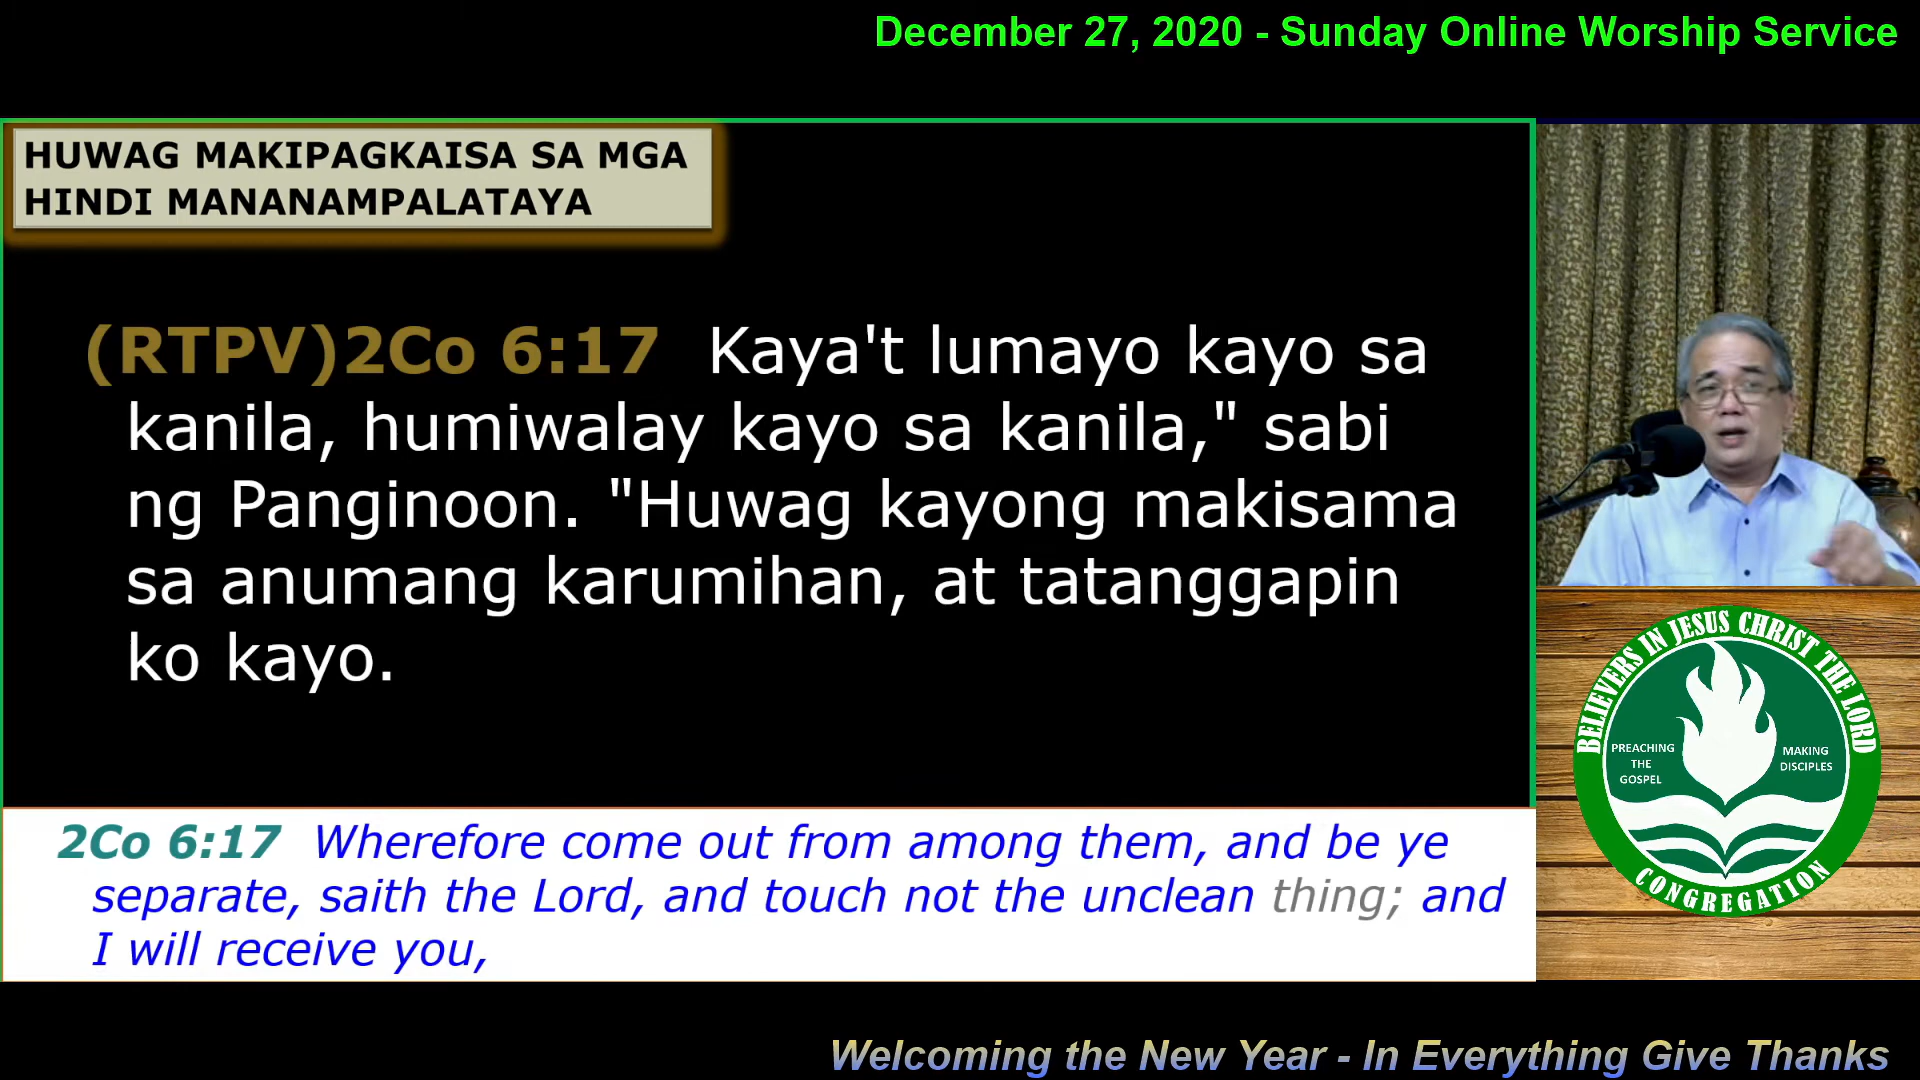 December 27, 2020 - Sunday Online Worship Service
HUWAG MAKIPAGKAISA SA MGA
HINDI MANANAMPALATAYA
(RTPV)2Co 6:17 Kaya't lumayo kayo sa
kanila, humiwalay kayo sa kanila," sabi
ng Panginoon. "Huwag kayong makisama
sa anumang karumihan, at tatanggapin
ko kayo.
2Co 6:17 Wherefore come out from among them, and be ye
separate, saith the Lord, and touch not the unclean thing; and
I will receive you,
BELIEVERS IN JESUS CHRIST THE LORD
PREACHING
THE
GOSPEL
MAKING
DISCIPLES
CONGREGATION
Welcoming the New Year - In Everything Give Thanks